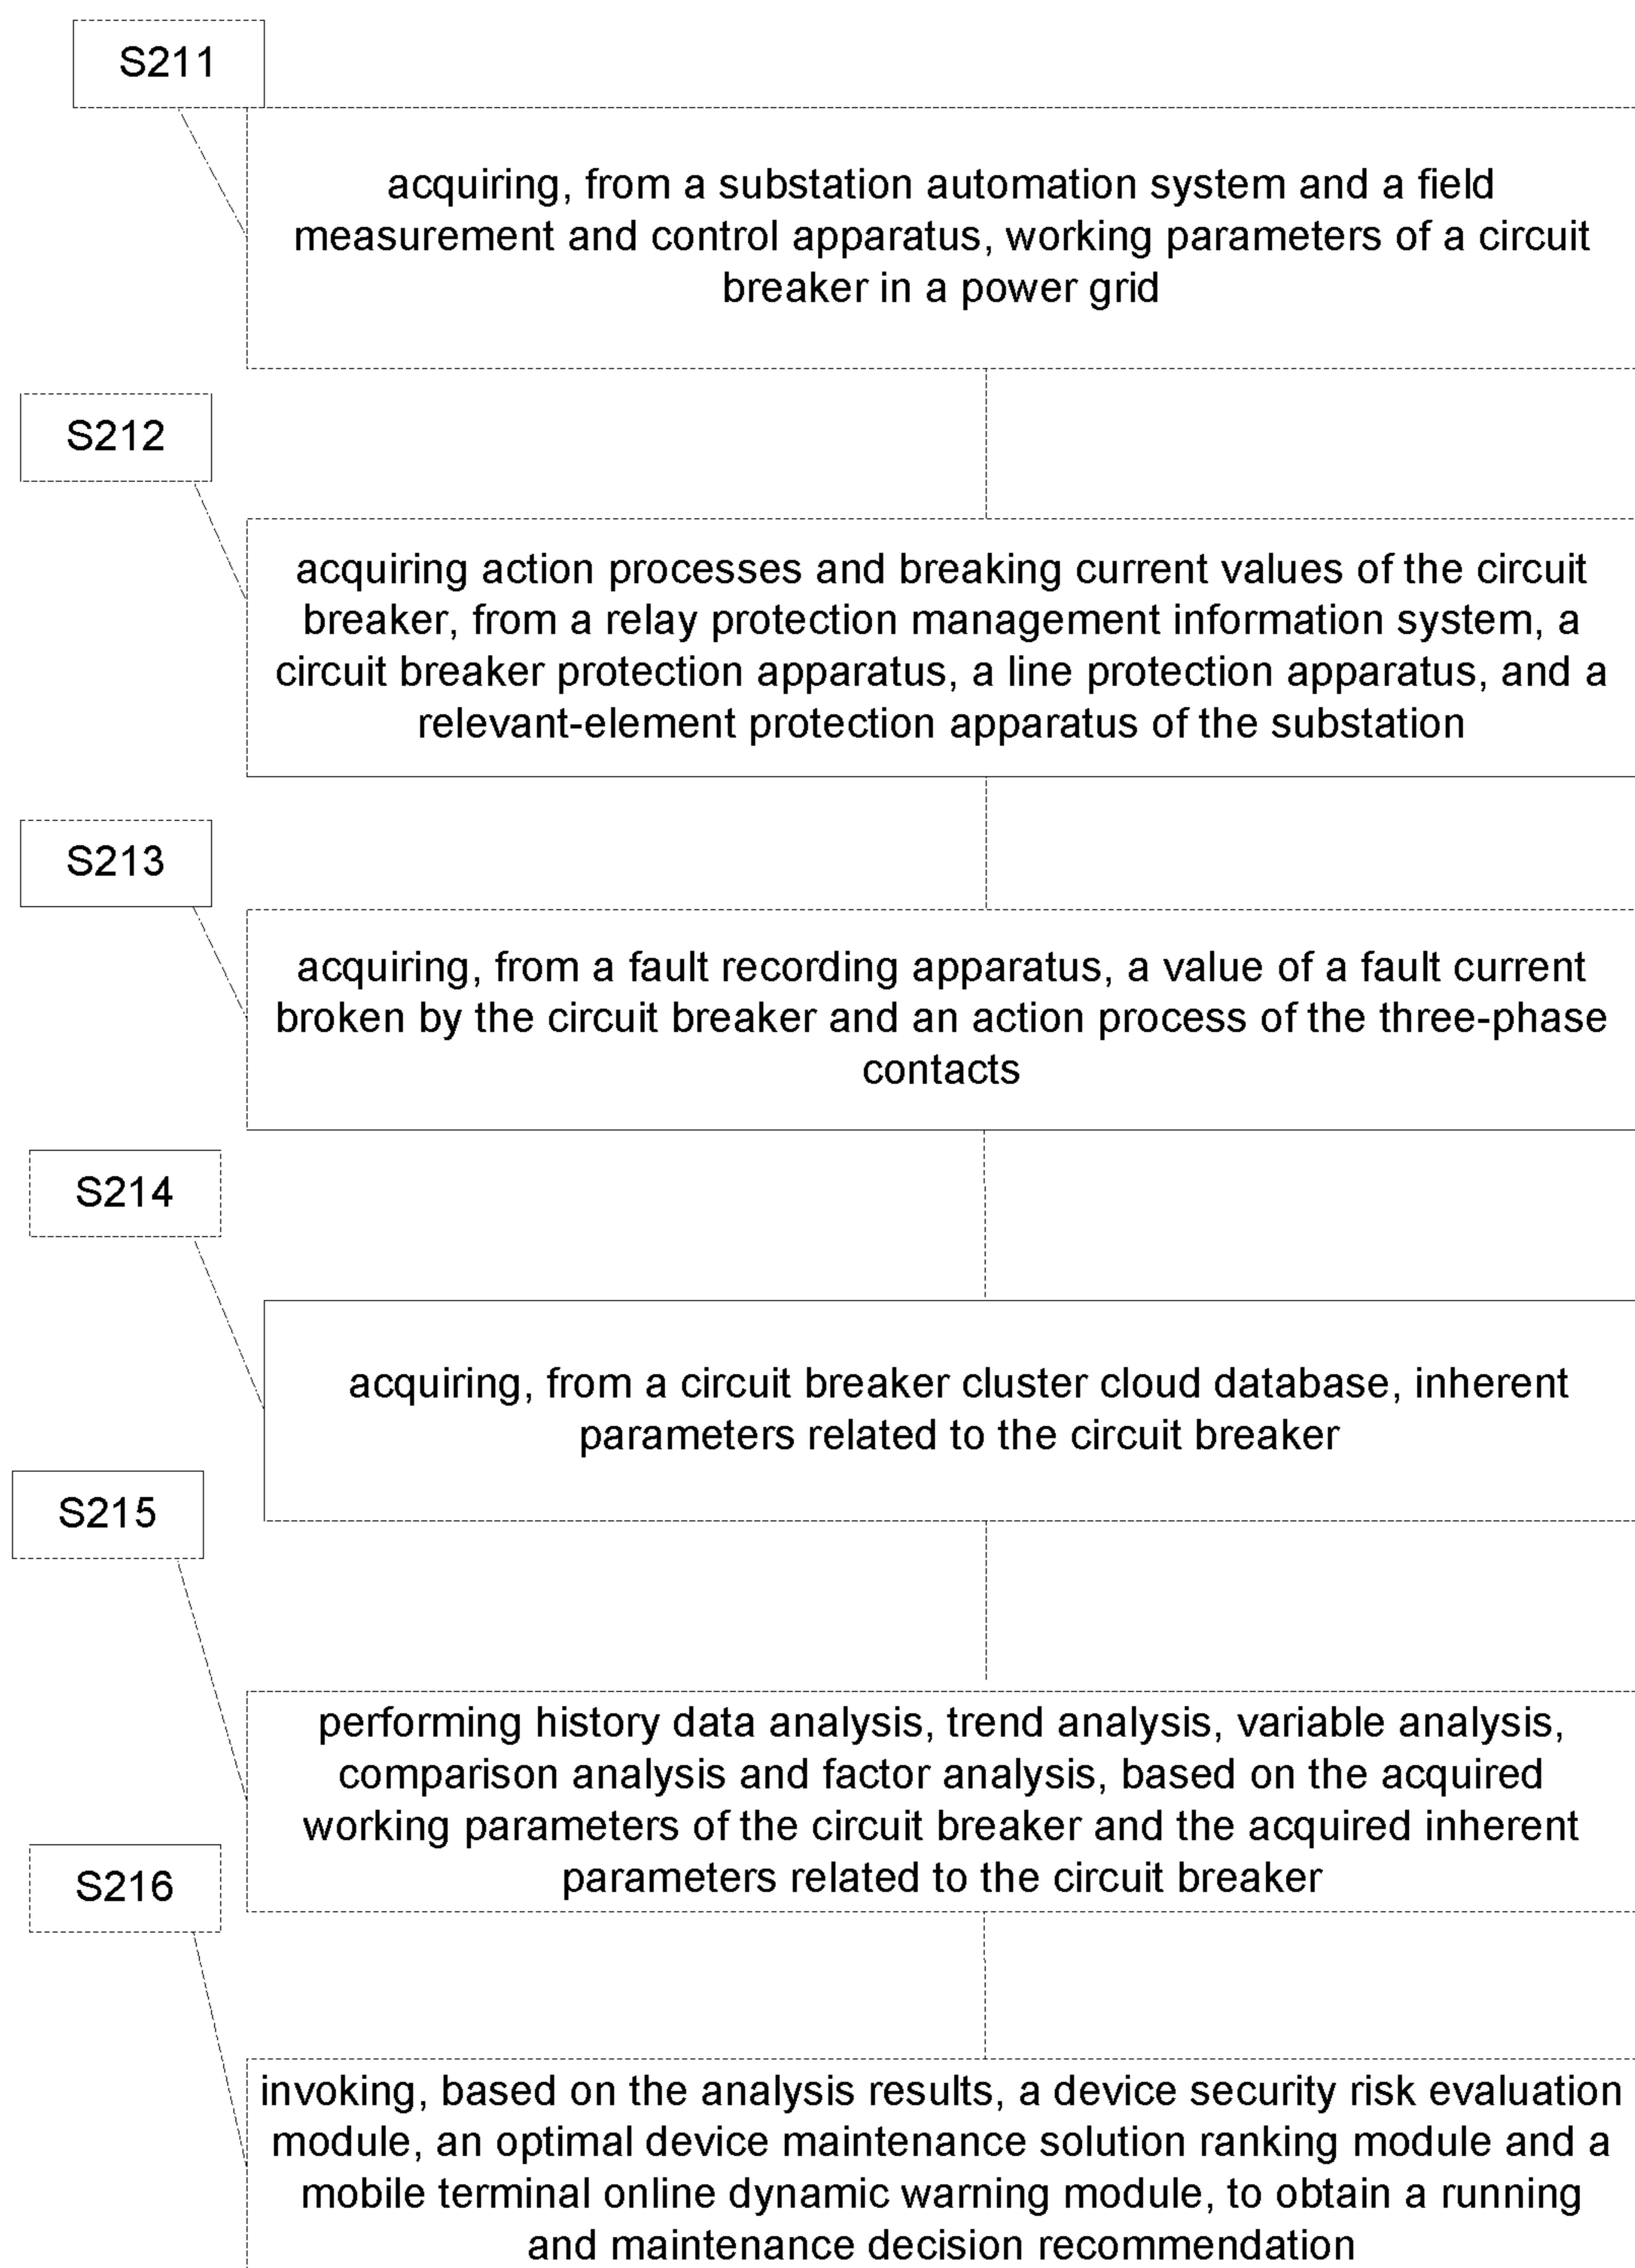 S211
acquiring, from a substation automation system and a field
measurement and control apparatus, working parameters of a circuit
breaker in a power grid
S212
acquiring action processes and breaking current values of the circuit
breaker, from a relay protection management information system, a
circuit breaker protection apparatus, a line protection apparatus, and a
relevant-element protection apparatus of the substation
S213
acquiring, from a fault recording apparatus, a value of a fault current
broken by the circuit breaker and an action process of the three-phase
contacts
S214
acquiring, from a circuit breaker cluster cloud database, inherent
parameters related to the circuit breaker
S215
performing history data analysis, trend analysis, variable analysis,
comparison analysis and factor analysis, based on the acquired
working parameters of the circuit breaker and the acquired inherent
parameters related to the circuit breaker
S216
invoking, based on the analysis results, a device security risk evaluation
module, an optimal device maintenance solution ranking module and a
mobile terminal online dynamic warning module, to obtain a running
and maintenance decision recommendation